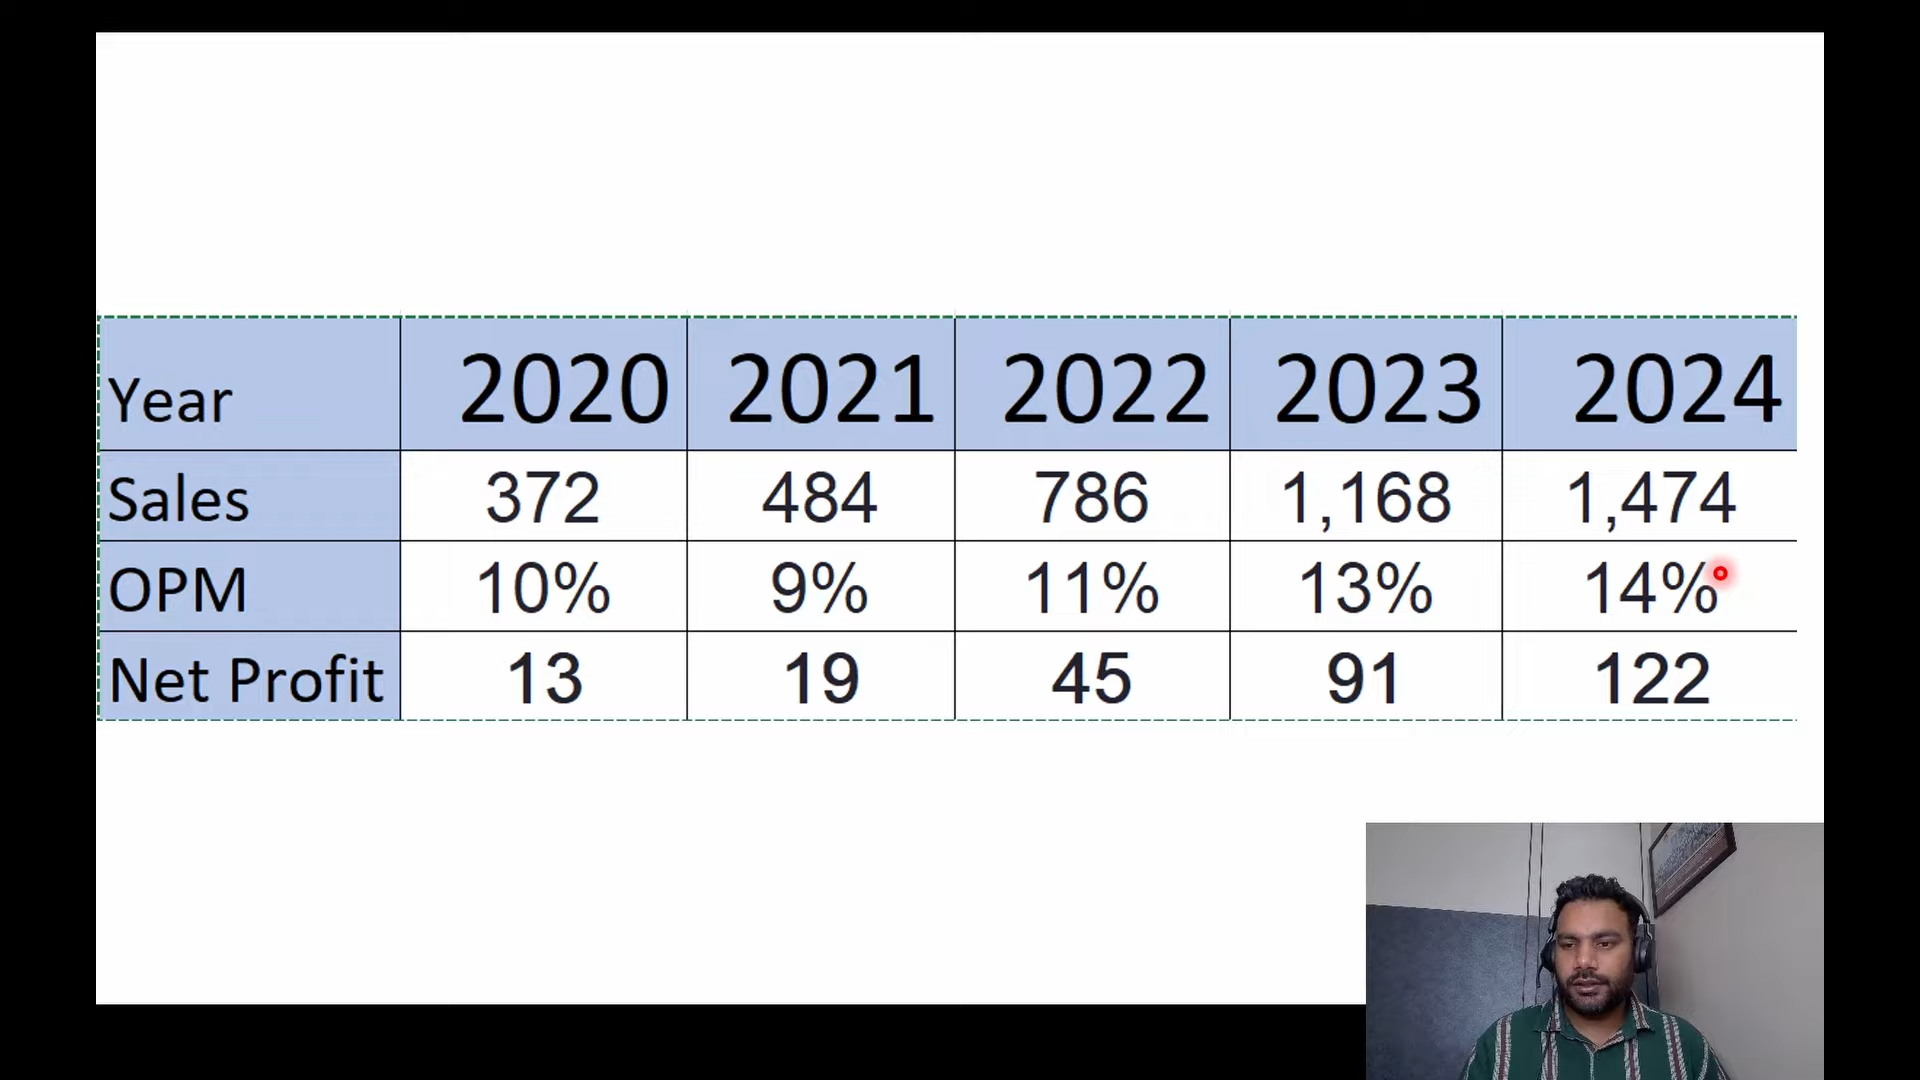 Year 2020 2021 2022 2023 2024
Sales 372 484 786 1,168 1,474
OPM 10% 9% 11% 13% 14%
Net Profit 13 19 45 91 122